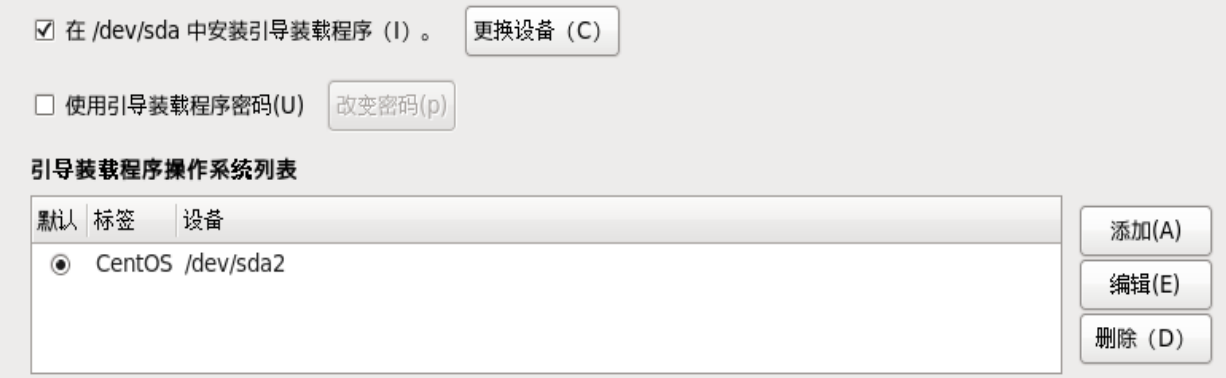 在 /dev/sda 中安装引导装载程序（I）。 更换设备（C）
使用引导装载程序密码(U) 改变密码(p)
引导装载程序操作系统列表
默认 标签 设备
添加(A)
CentOS /dev/sda2
编辑(E)
删除（D）